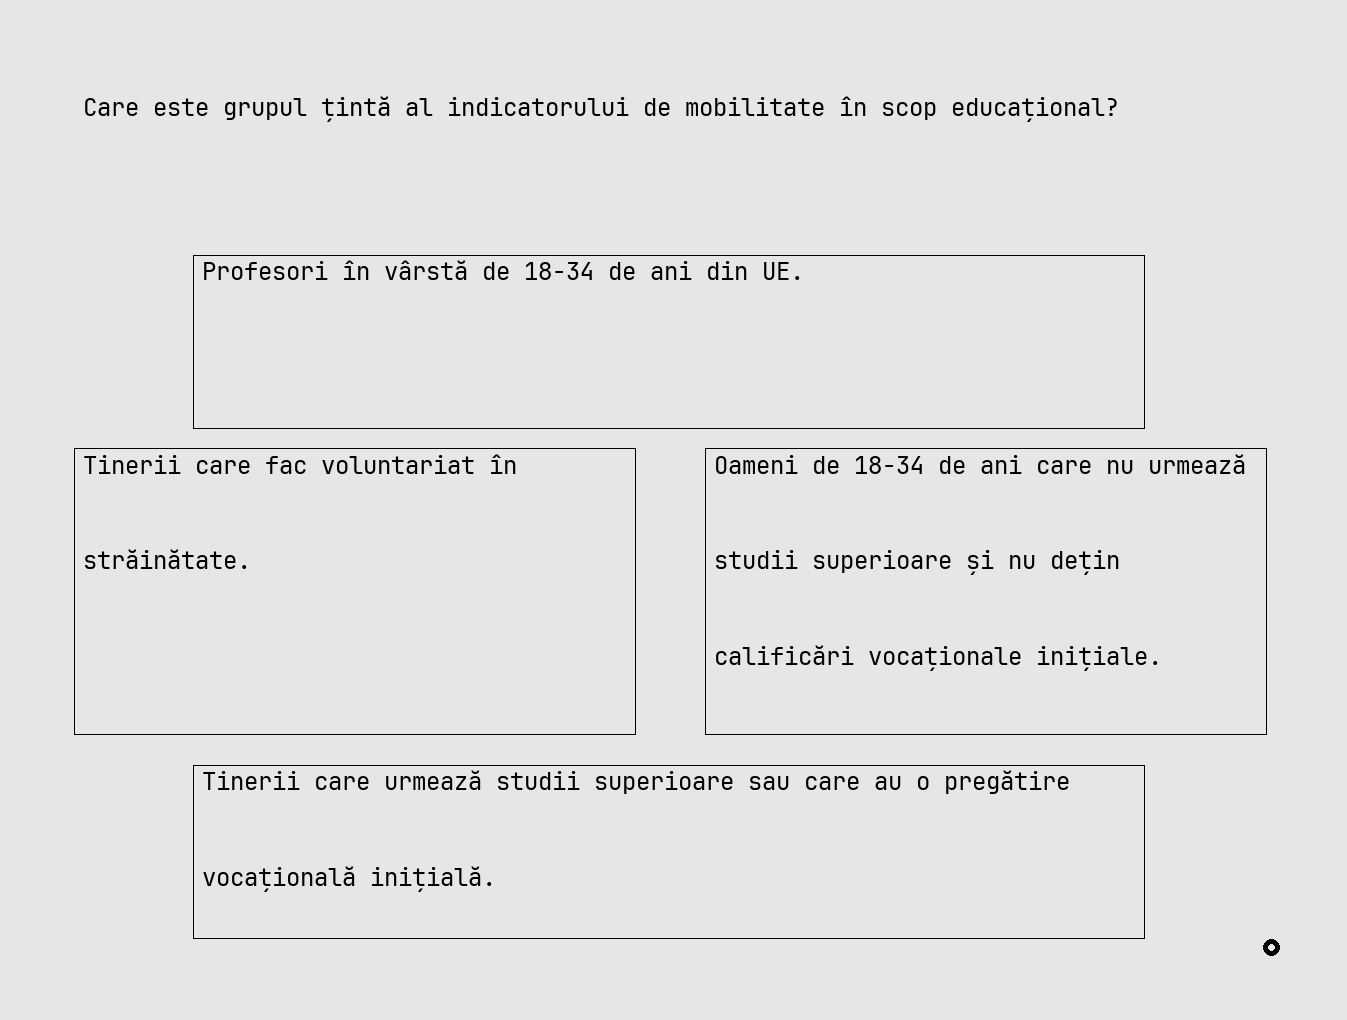 Care este grupul țintă al indicatorului de mobilitate în scop educațional?
Profesori în vârstă de 18-34 de ani din UE.
Tinerii care fac voluntariat în
străinătate.
Oameni de 18-34 de ani care nu urmează
studii superioare și nu dețin
calificări vocaționale inițiale.
Tinerii care urmează studii superioare sau care au o pregătire
vocațională inițială.